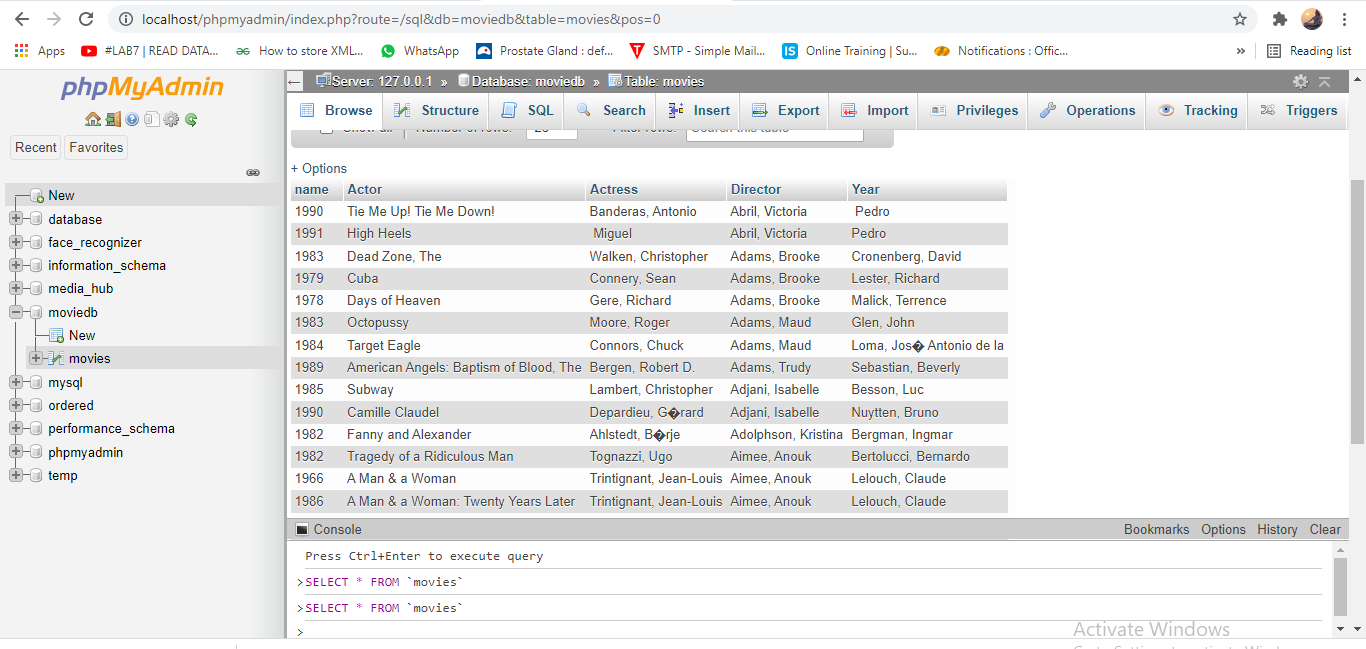 localhost/phpmyadmin/index.php?route=/sql&db=moviedb&table=movies&pos=0
Apps #LAB7 | READ DATA... How to store XML... WhatsApp Prostate Gland : def... SMTP - Simple Mail... Online Training | Su... Notifications : Offic... » Reading list
phpMyAdmin
Recent Favorites
New
database
face_recognizer
information_schema
media_hub
moviedb
New
movies
mysql
ordered
performance_schema
phpmyadmin
temp
Server: 127.0.0.1 » Database: moviedb » Table: movies
Browse Structure SQL Search Insert Export Import Privileges Operations Tracking Triggers
Show all Number of rows: 25 Filter rows: Search this table
+ Options
name Actor Actress Director Year
1990 Tie Me Up! Tie Me Down! Banderas, Antonio Abril, Victoria Pedro
1991 High Heels Miguel Abril, Victoria Pedro
1983 Dead Zone, The Walken, Christopher Adams, Brooke Cronenberg, David
1979 Cuba Connery, Sean Adams, Brooke Lester, Richard
1978 Days of Heaven Gere, Richard Adams, Brooke Malick, Terrence
1983 Octopussy Moore, Roger Adams, Maud Glen, John
1984 Target Eagle Connors, Chuck Adams, Maud Loma, Jos� Antonio de la
1989 American Angels: Baptism of Blood, The Bergen, Robert D. Adams, Trudy Sebastian, Beverly
1985 Subway Lambert, Christopher Adjani, Isabelle Besson, Luc
1990 Camille Claudel Depardieu, G�rard Adjani, Isabelle Nuytten, Bruno
1982 Fanny and Alexander Ahlstedt, B�rje Adolphson, Kristina Bergman, Ingmar
1982 Tragedy of a Ridiculous Man Tognazzi, Ugo Aimee, Anouk Bertolucci, Bernardo
1966 A Man & a Woman Trintignant, Jean-Louis Aimee, Anouk Lelouch, Claude
1986 A Man & a Woman: Twenty Years Later Trintignant, Jean-Louis Aimee, Anouk Lelouch, Claude
Console Bookmarks Options History Clear
Press Ctrl+Enter to execute query
>SELECT * FROM `movies`
>SELECT * FROM `movies`
>
Activate Windows